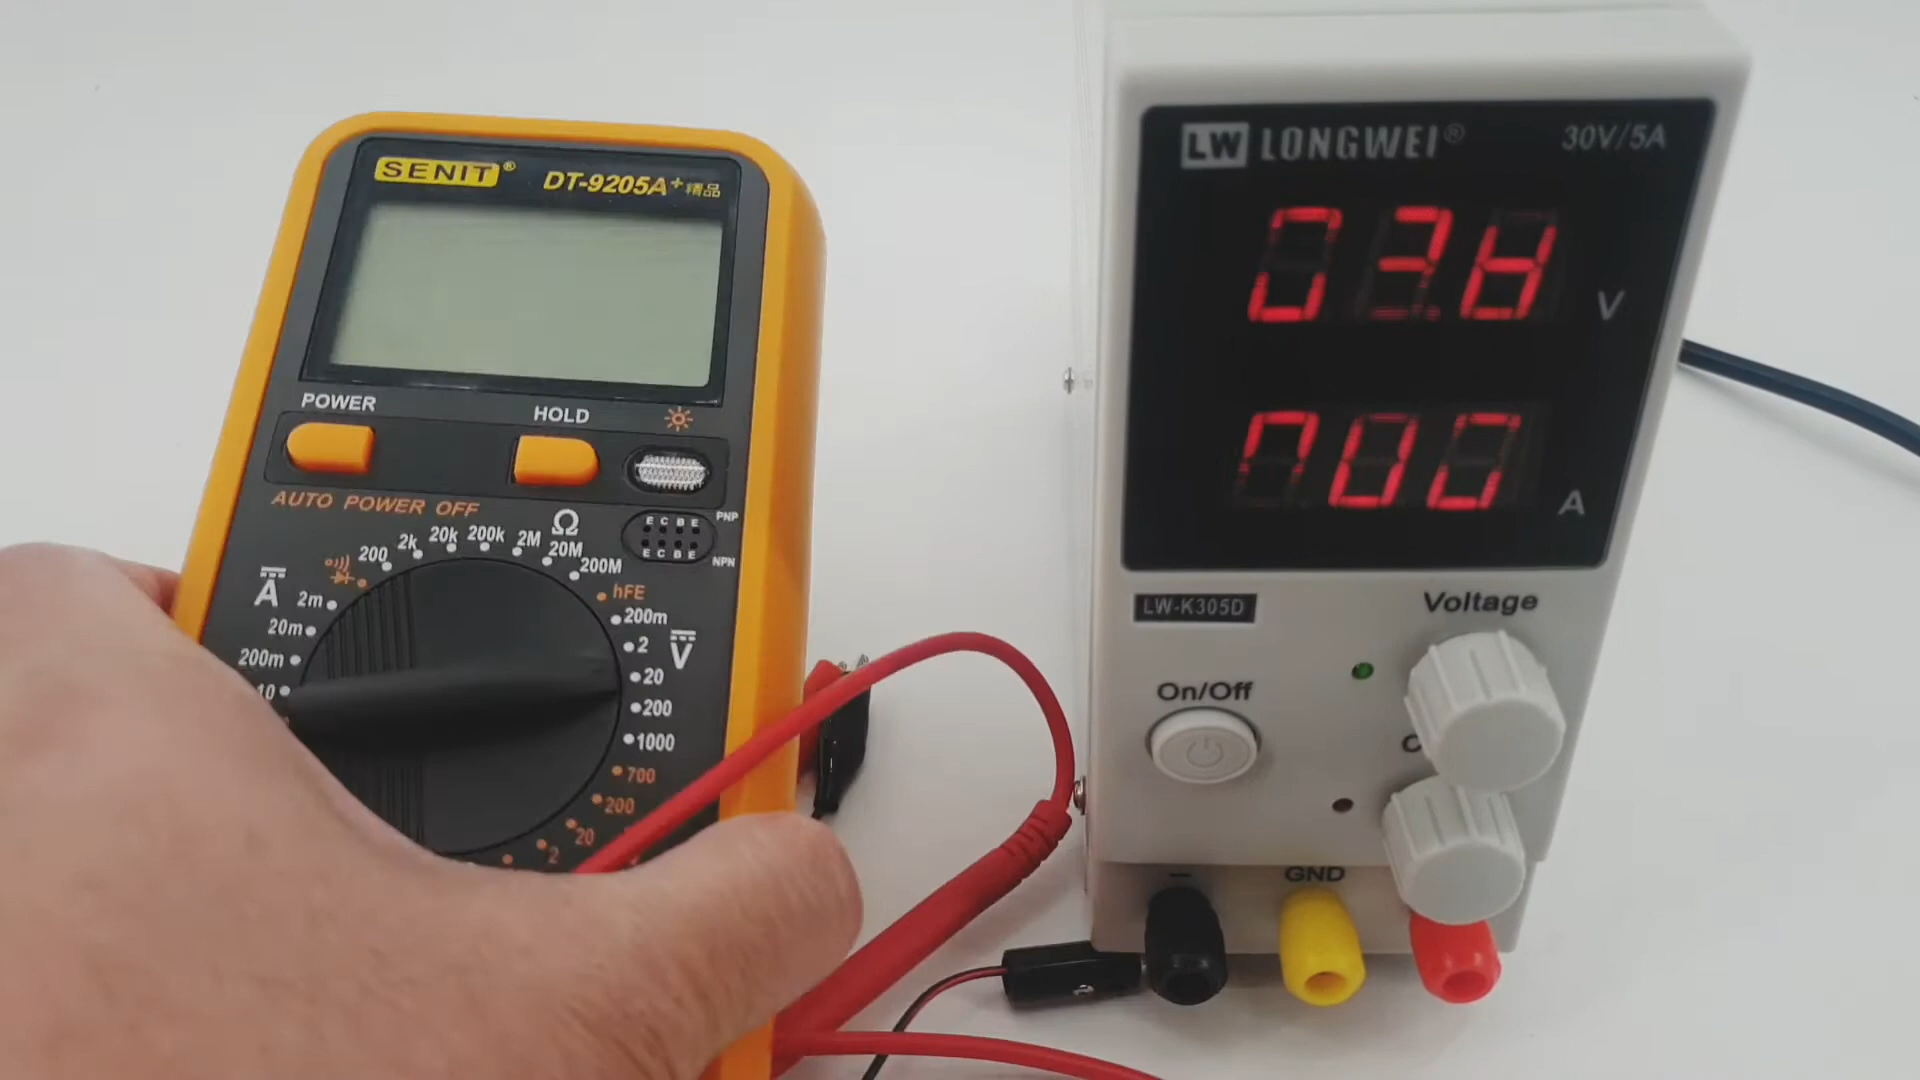 SENIT®
DT-9205A+精品
POWER
HOLD
AUTO POWER OFF
PNP
E C B E
E C B E
NPN
Ω
200
2k
20k
200k
2M
20M
200M
hFE
A
2m
20m
200m
10
200m
2
20
200
1000
V
700
200
20
2
LW LONGWEI®
30V/5A
V
A
LW-K305D
Voltage
On/Off
C
GND